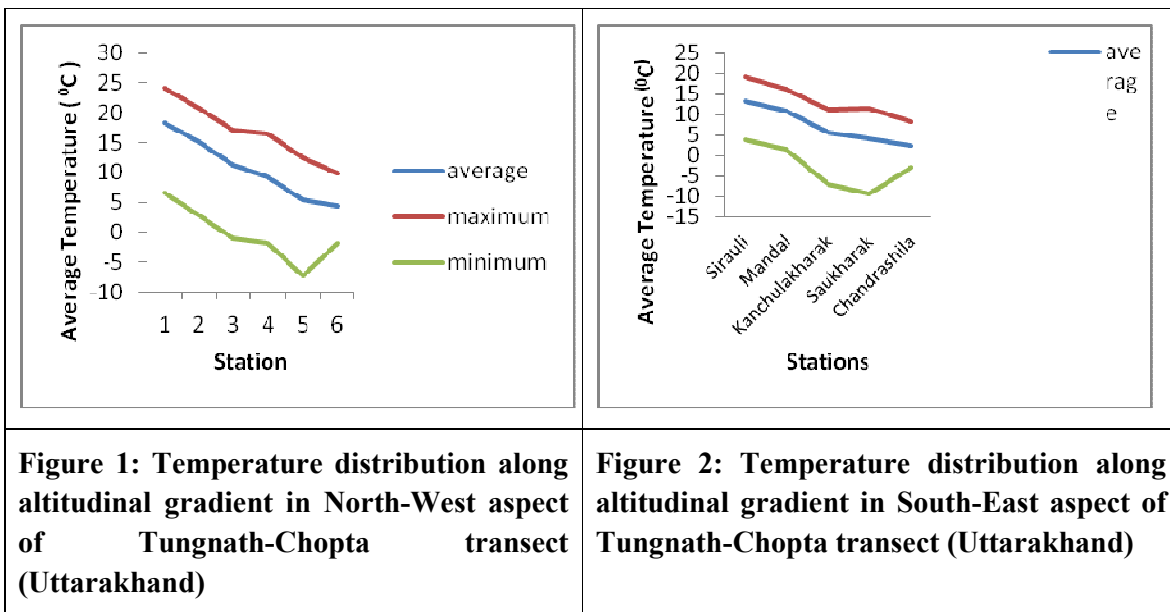 Average Temperature ( ⁰C)
30
25
20
15
10
5
0
-5
-10
1 2 3 4 5 6
Station
average
maximum
minimum
Average Temperature (⁰C)
25
20
15
10
5
0
-5
-10
-15
Sirauli
Mandal
Kanchulakharak
Saukharak
Chandrashila
Stations
ave
rag
e
Figure 1: Temperature distribution along
altitudinal gradient in North-West aspect
of Tungnath-Chopta transect
(Uttarakhand)
Figure 2: Temperature distribution along
altitudinal gradient in South-East aspect of
Tungnath-Chopta transect (Uttarakhand)